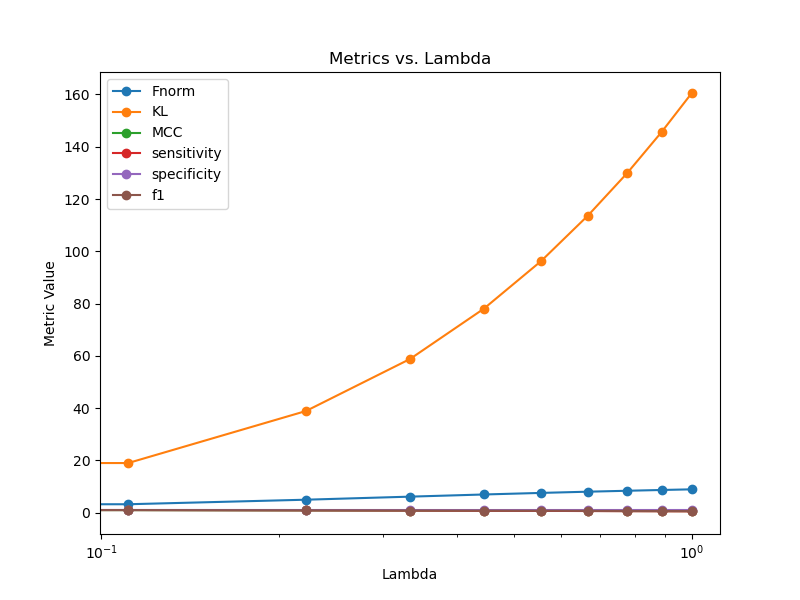 Metrics vs. Lambda
Fnorm
KL
MCC
sensitivity
specificity
f1
160
140
120
100
80
60
40
20
0
Metric Value
10⁻¹
10⁰
Lambda